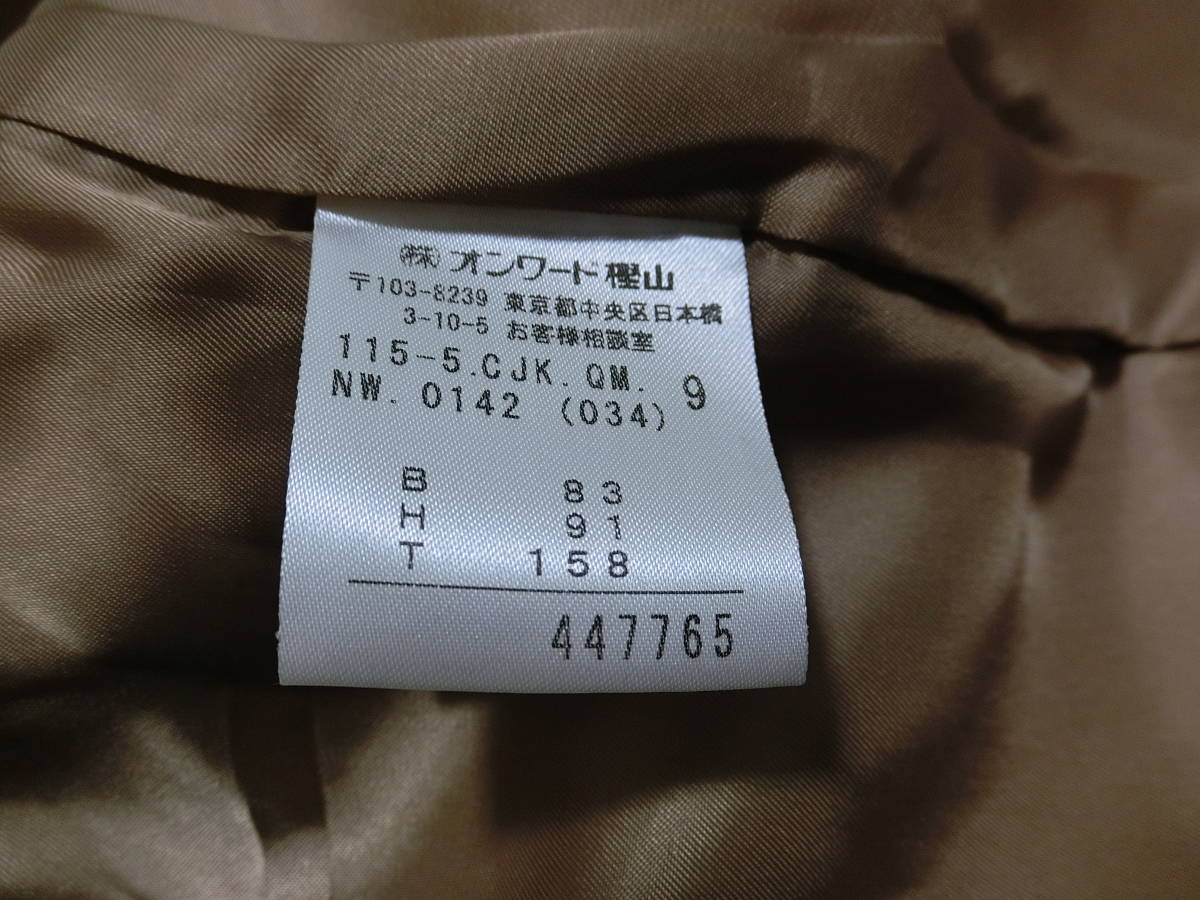 ㈱オンワード樫山
〒103-8239 東京都中央区日本橋
3-10-5 お客様相談室
115-5.CJK.QM. 9
NW. 0142 (034)
B 83
H 91
T 158
447765